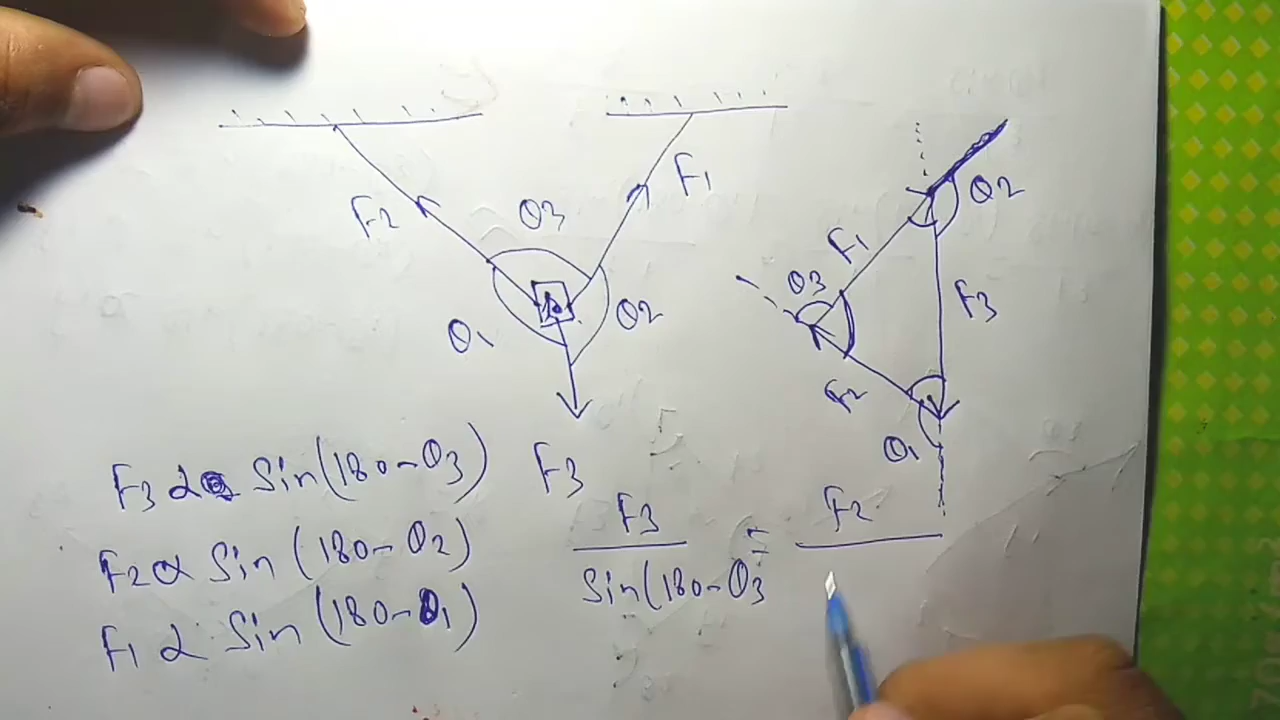 F2
θ3
F1
θ1
θ2
F3
θ2
F1
θ3
F3
F2
θ1
F3 α Sin(180-θ3)
F2 α Sin (180-θ2)
F1 α Sin (180-θ1)
F3 = F2
Sin(180-θ3